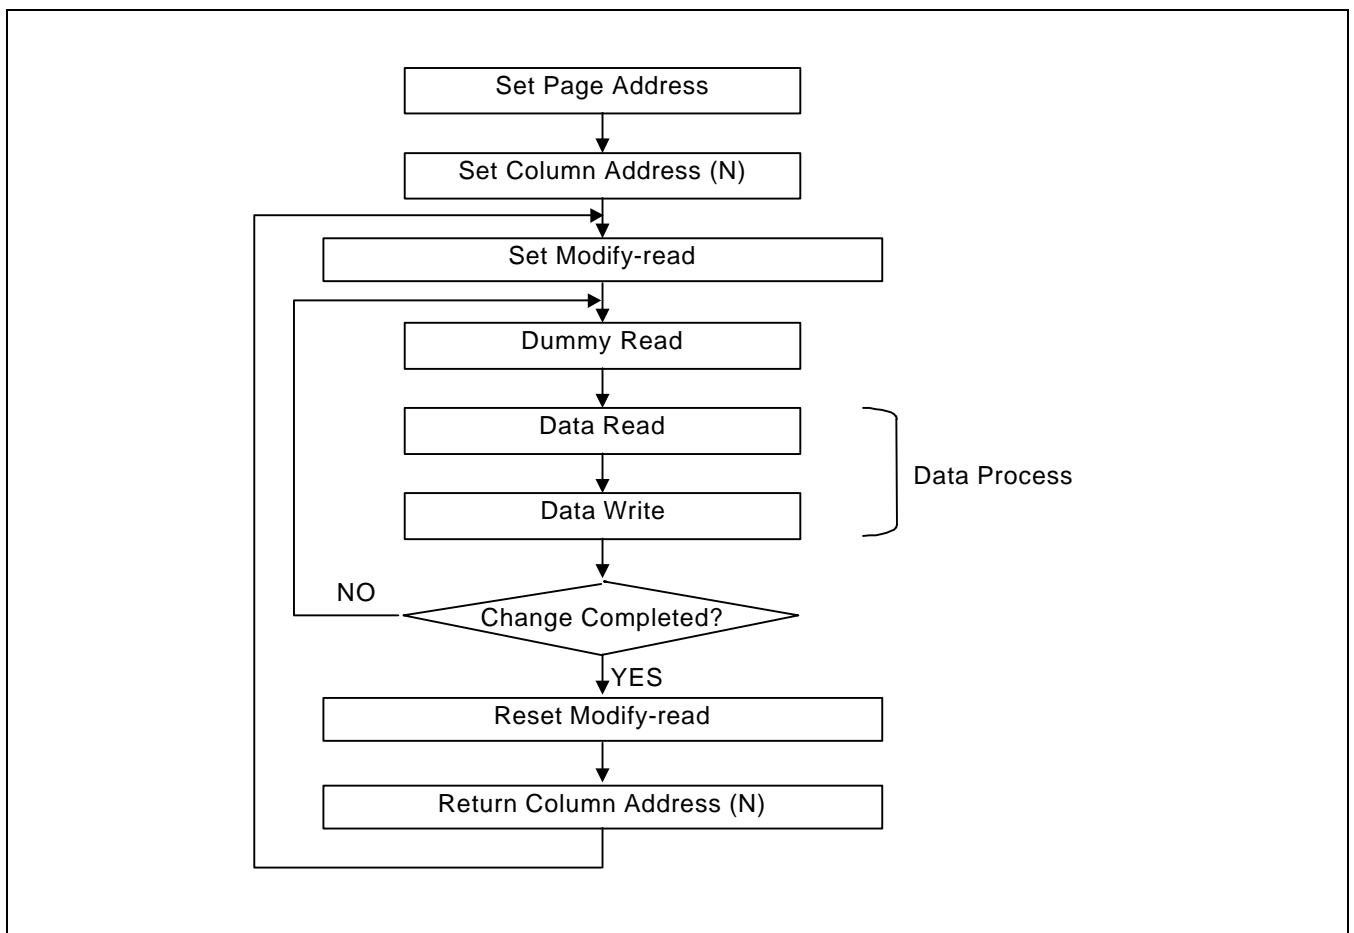 Set Page Address
Set Column Address (N)
Set Modify-read
Dummy Read
Data Read
Data Process
Data Write
NO
Change Completed?
YES
Reset Modify-read
Return Column Address (N)